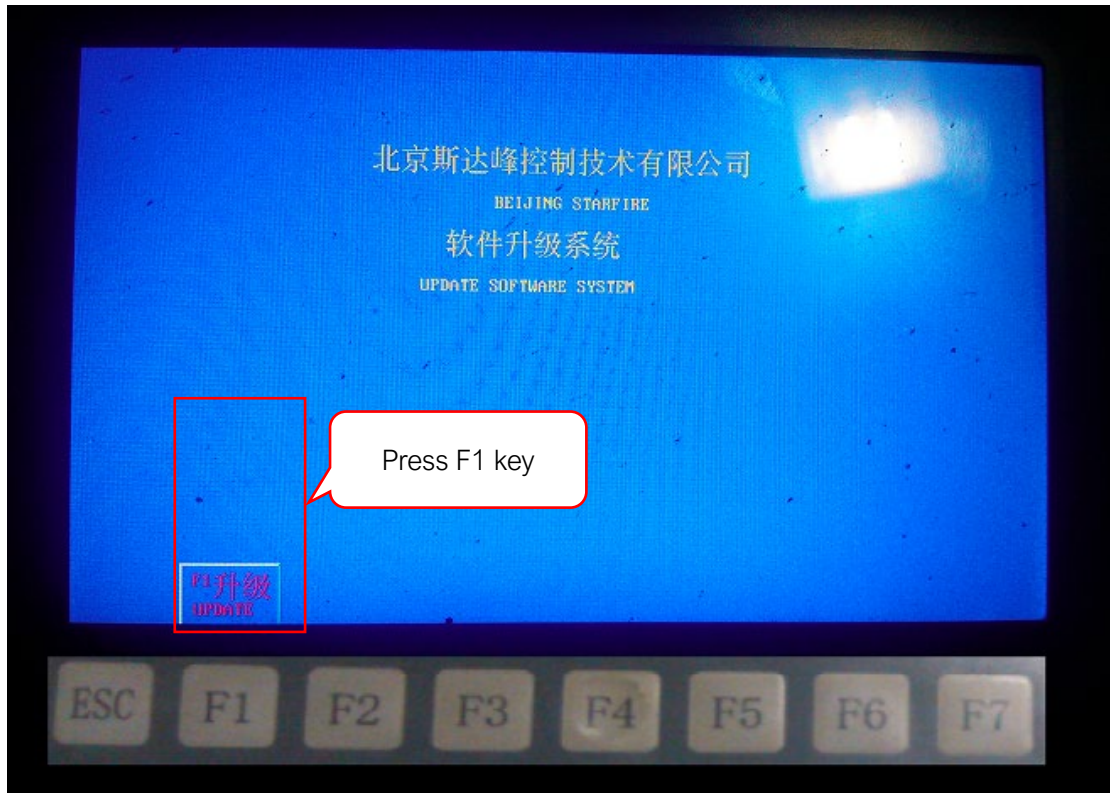 北京斯达峰控制技术有限公司
BEIJING STARFIRE
软件升级系统
UPDATE SOFTWARE SYSTEM
Press F1 key
F1升级
UPDATE
ESC F1 F2 F3 F4 F5 F6 F7